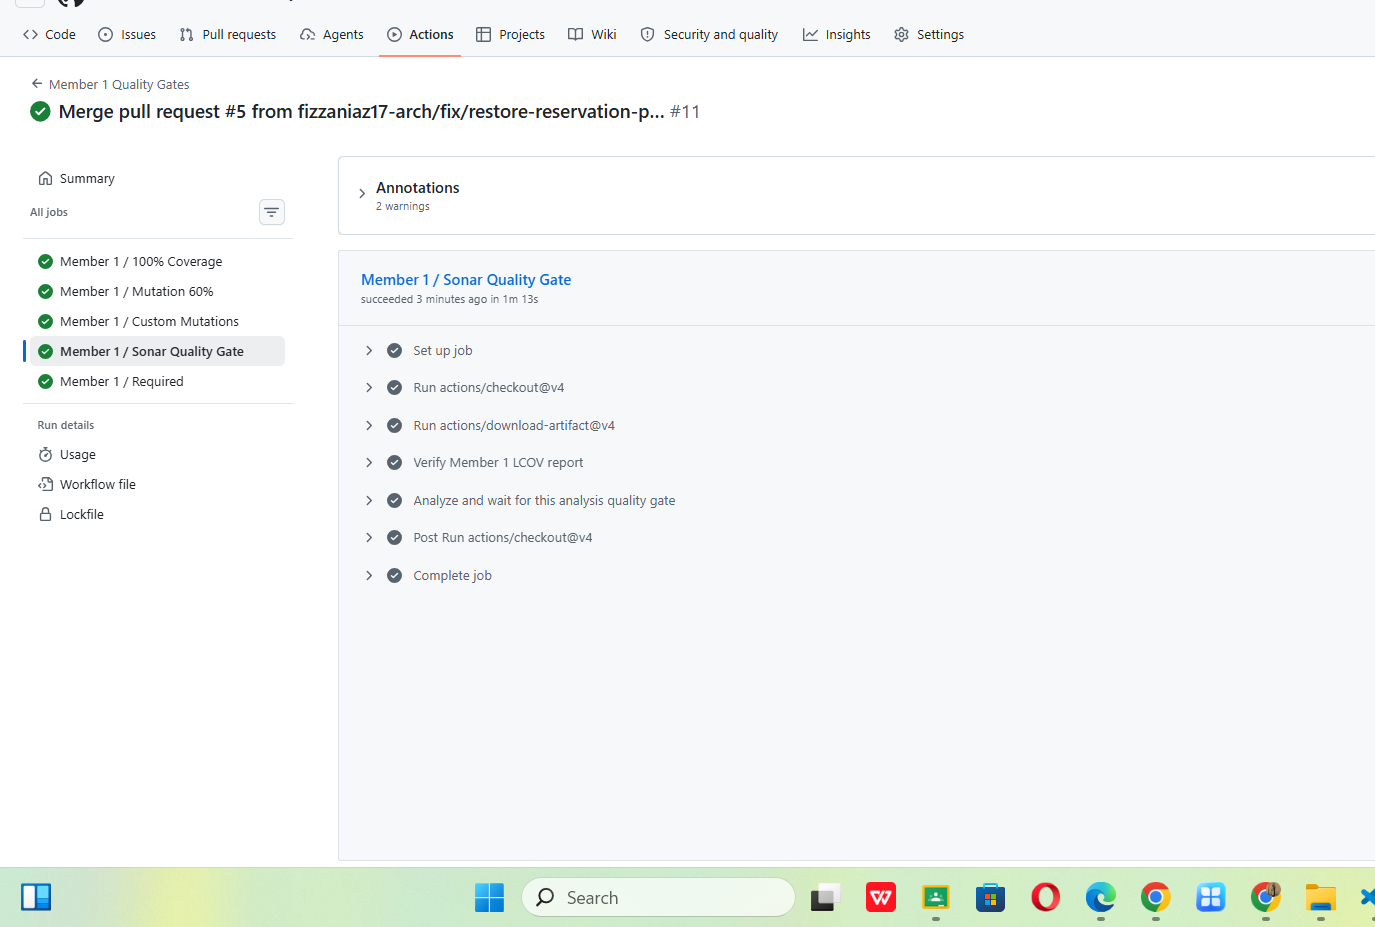 Code Issues Pull requests Agents Actions Projects Wiki Security and quality Insights Settings
Member 1 Quality Gates
Merge pull request #5 from fizzaniaz17-arch/fix/restore-reservation-p... #11
Summary
All jobs
Member 1 / 100% Coverage
Member 1 / Mutation 60%
Member 1 / Custom Mutations
Member 1 / Sonar Quality Gate
Member 1 / Required
Run details
Usage
Workflow file
Lockfile
Annotations
2 warnings
Member 1 / Sonar Quality Gate
succeeded 3 minutes ago in 1m 13s
Set up job
Run actions/checkout@v4
Run actions/download-artifact@v4
Verify Member 1 LCOV report
Analyze and wait for this analysis quality gate
Post Run actions/checkout@v4
Complete job
Search